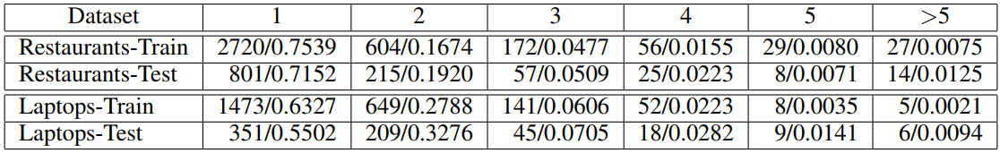 Dataset 1 2 3 4 5 >5
Restaurants-Train 2720/0.7539 604/0.1674 172/0.0477 56/0.0155 29/0.0080 27/0.0075
Restaurants-Test 801/0.7152 215/0.1920 57/0.0509 25/0.0223 8/0.0071 14/0.0125
Laptops-Train 1473/0.6327 649/0.2788 141/0.0606 52/0.0223 8/0.0035 5/0.0021
Laptops-Test 351/0.5502 209/0.3276 45/0.0705 18/0.0282 9/0.0141 6/0.0094